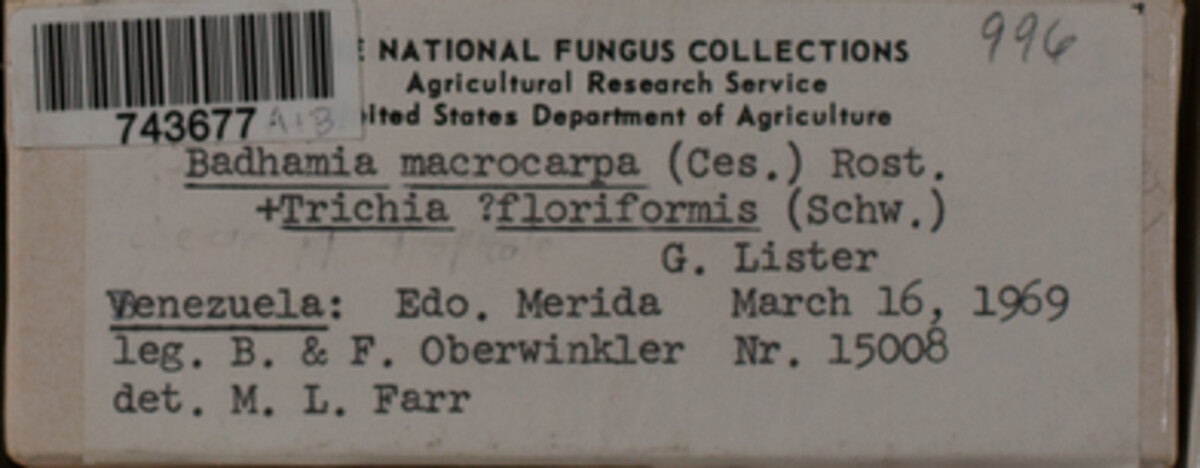 996
NATIONAL FUNGUS COLLECTIONS
Agricultural Research Service
ited States Department of Agriculture
743677 A+B
Badhamia macrocarpa (Ces.) Rost.
+Trichia ?floriformis (Schw.)
G. Lister
Venezuela: Edo. Merida March 16, 1969
leg. B. & F. Oberwinkler Nr. 15008
det. M. L. Farr